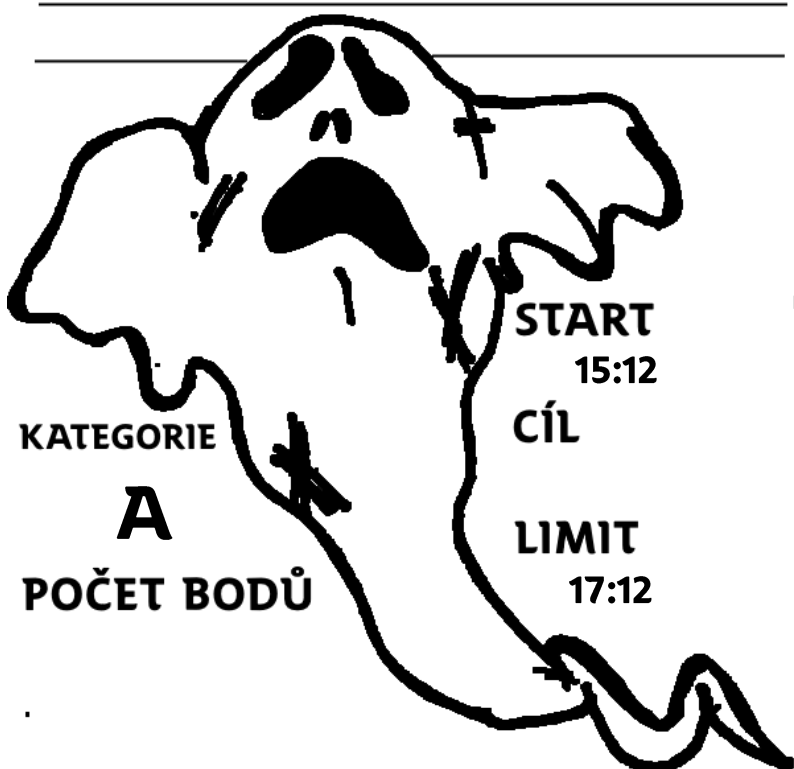 START
15:12
CÍL
KATEGORIE
A
LIMIT
17:12
POČET BODŮ